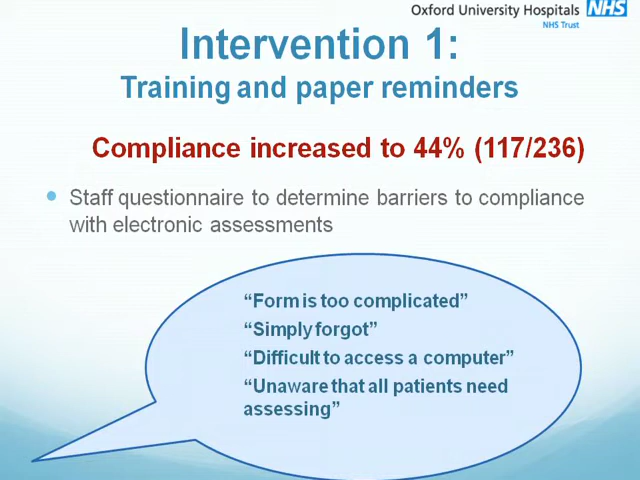 Oxford University Hospitals NHS
NHS Trust
Intervention 1:
Training and paper reminders
Compliance increased to 44% (117/236)
Staff questionnaire to determine barriers to compliance
with electronic assessments
“Form is too complicated”
“Simply forgot”
“Difficult to access a computer”
“Unaware that all patients need
assessing”